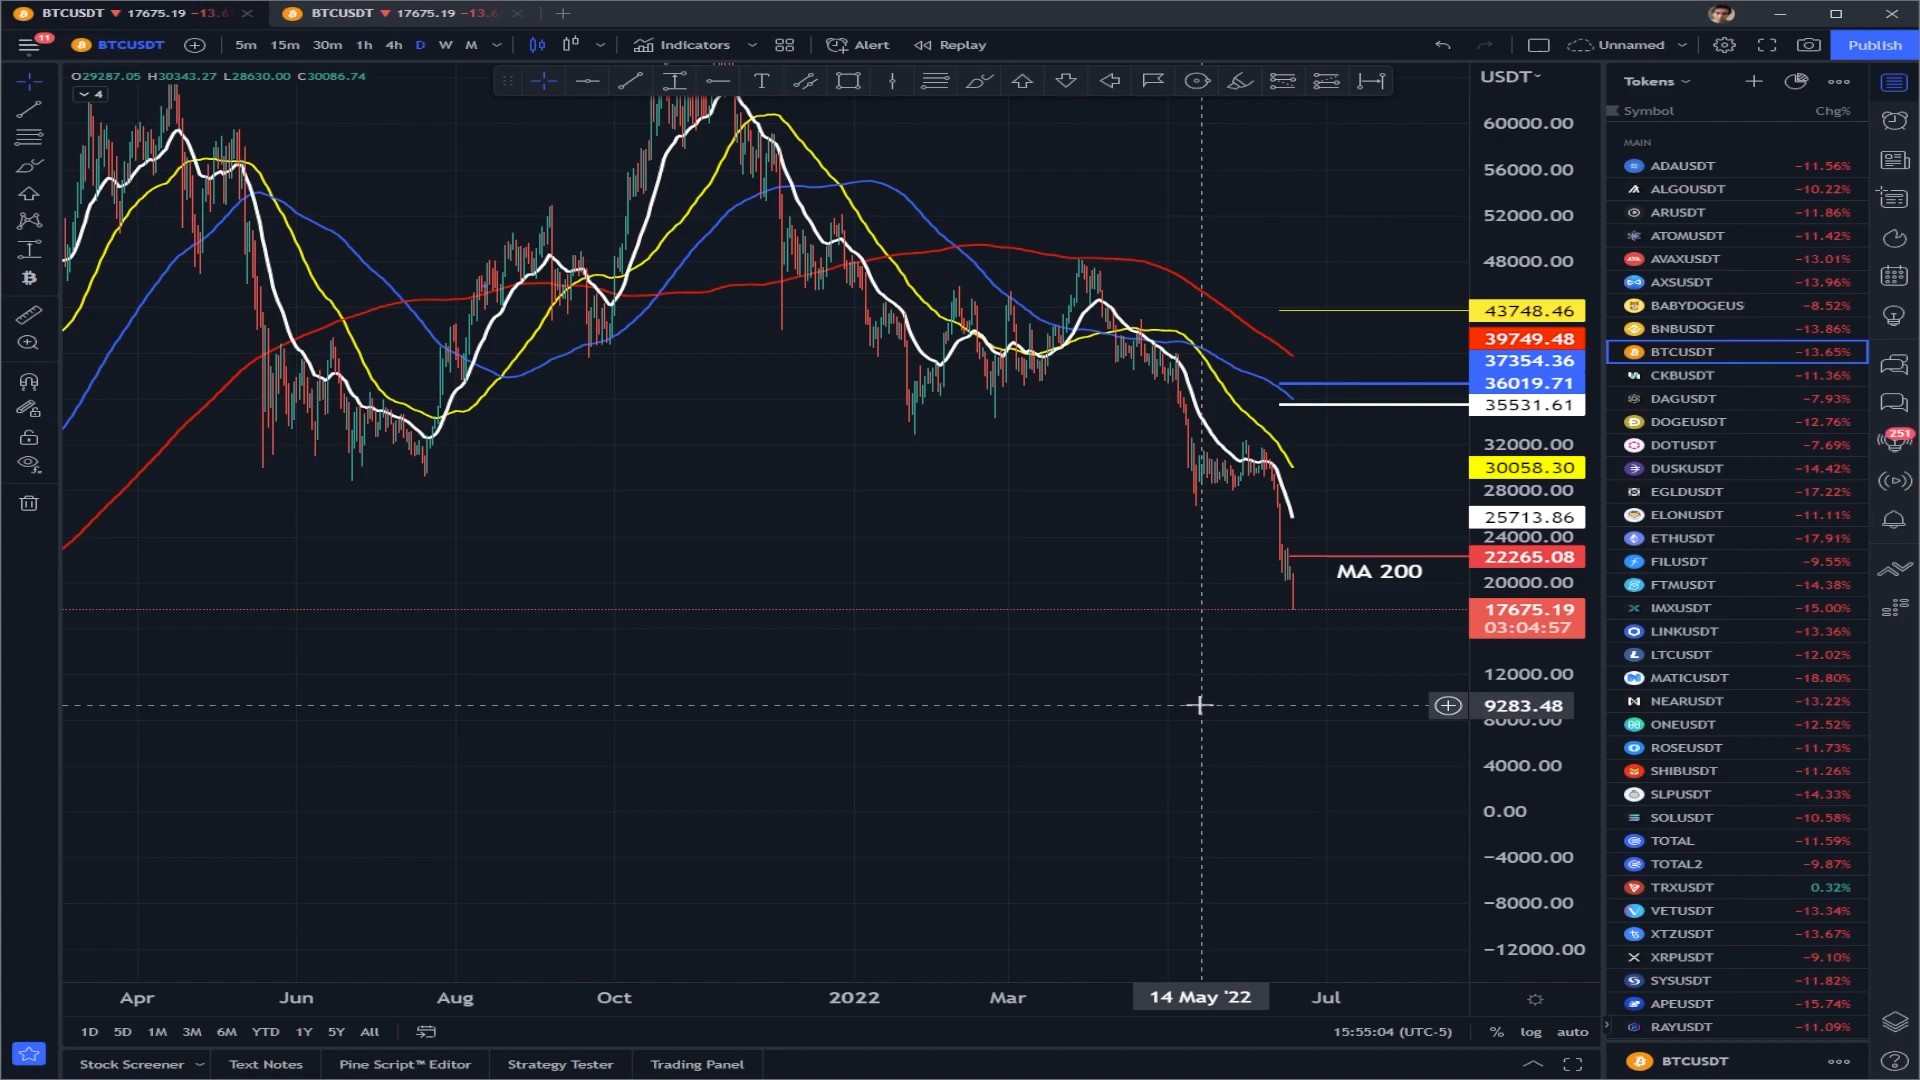 BTCUSDT ▼ 17675.19 −13.6
BTCUSDT ▼ 17675.19 −13.6
11
BTCUSDT 5m 15m 30m 1h 4h D W M Indicators Alert Replay Unnamed Publish
O29287.05 H30343.27 L28630.00 C30086.74
4
T
USDT
60000.00
56000.00
52000.00
48000.00
43748.46
39749.48
37354.36
36019.71
35531.61
32000.00
30058.30
28000.00
25713.86
24000.00
22265.08
MA 200
20000.00
17675.19
03:04:57
12000.00
9283.48
8000.00
4000.00
0.00
−4000.00
−8000.00
−12000.00
Apr Jun Aug Oct 2022 Mar 14 May '22 Jul
1D 5D 1M 3M 6M YTD 1Y 5Y All
15:55:04 (UTC-5) % log auto
Stock Screener Text Notes Pine Script™ Editor Strategy Tester Trading Panel
Tokens
Symbol Chg%
MAIN
ADAUSDT −11.56%
ALGOUSDT −10.22%
ARUSDT −11.86%
ATOMUSDT −11.42%
AVAXUSDT −13.01%
AXSUSDT −13.96%
BABYDOGEUS −8.52%
BNBUSDT −13.86%
BTCUSDT −13.65%
CKBUSDT −11.36%
DAGUSDT −7.93%
DOGEUSDT −12.76%
DOTUSDT −7.69%
DUSKUSDT −14.42%
EGLDUSDT −17.22%
ELONUSDT −11.11%
ETHUSDT −17.91%
FILUSDT −9.55%
FTMUSDT −14.38%
IMXUSDT −15.00%
LINKUSDT −13.36%
LTCUSDT −12.02%
MATICUSDT −18.80%
NEARUSDT −13.22%
ONEUSDT −12.52%
ROSEUSDT −11.73%
SHIBUSDT −11.26%
SLPUSDT −14.33%
SOLUSDT −10.58%
TOTAL −11.59%
TOTAL2 −9.87%
TRXUSDT 0.32%
VETUSDT −13.34%
XTZUSDT −13.67%
XRPUSDT −9.10%
SYSUSDT −11.82%
APEUSDT −15.74%
RAYUSDT −11.09%
BTCUSDT
251